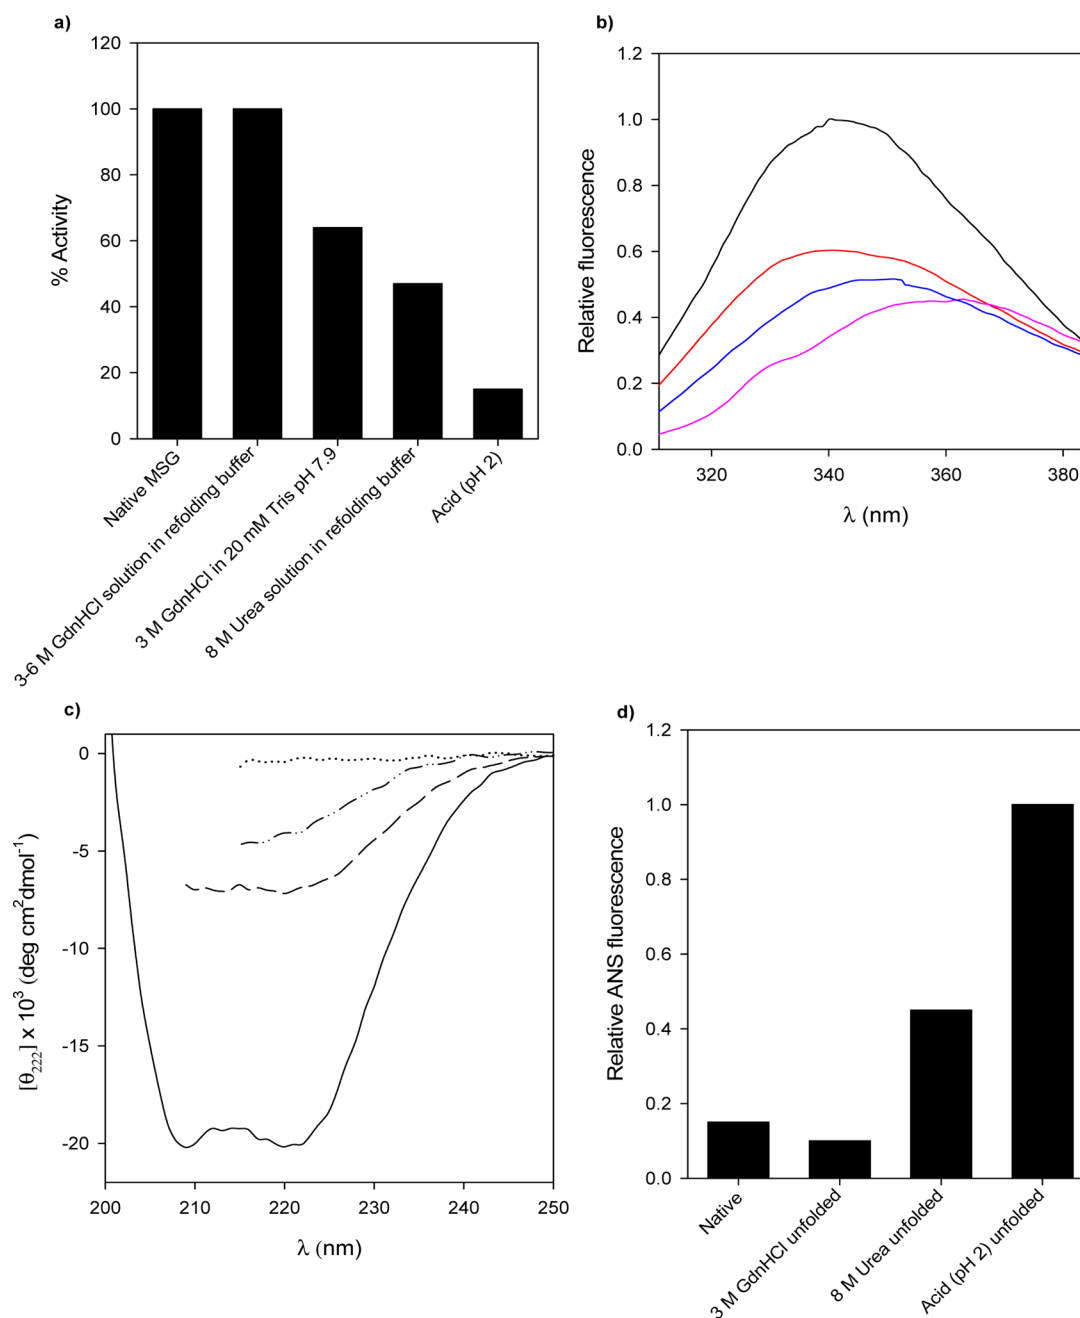 a)
120
100
80
60
40
20
0
% Activity
Native MSG
3-6 M GdnHCl solution in refolding buffer
3 M GdnHCl in 20 mM Tris pH 7.9
8 M Urea solution in refolding buffer
Acid (pH 2)
b)
1.2
1.0
0.8
0.6
0.4
0.2
0.0
Relative fluorescence
320 340 360 380
λ (nm)
c)
0
-5
-10
-15
-20
[θ₂₂₂] x 10³ (deg cm²dmol⁻¹)
200 210 220 230 240 250
λ (nm)
d)
1.2
1.0
0.8
0.6
0.4
0.2
0.0
Relative ANS fluorescence
Native
3 M GdnHCl unfolded
8 M Urea unfolded
Acid (pH 2) unfolded